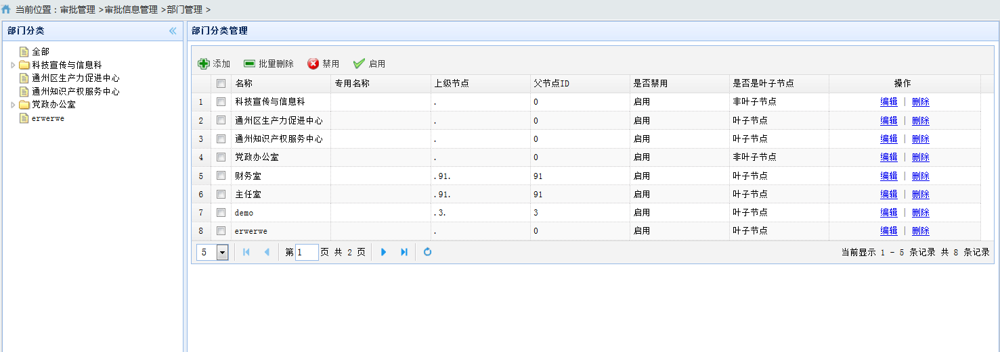 当前位置：审批管理 >审批信息管理 >部门管理 >
部门分类
全部
科技宣传与信息科
通州区生产力促进中心
通州知识产权服务中心
党政办公室
erwerwe
部门分类管理
添加 批量删除 禁用 启用
名称 专用名称 上级节点 父节点ID 是否禁用 是否是叶子节点 操作
1 科技宣传与信息科 . 0 启用 非叶子节点 编辑 | 删除
2 通州区生产力促进中心 . 0 启用 叶子节点 编辑 | 删除
3 通州知识产权服务中心 . 0 启用 叶子节点 编辑 | 删除
4 党政办公室 . 0 启用 非叶子节点 编辑 | 删除
5 财务室 .91. 91 启用 叶子节点 编辑 | 删除
6 主任室 .91. 91 启用 叶子节点 编辑 | 删除
7 demo .3. 3 启用 叶子节点 编辑 | 删除
8 erwerwe . 0 启用 叶子节点 编辑 | 删除
5 第 1 页 共 2 页 当前显示 1 - 5 条记录 共 8 条记录